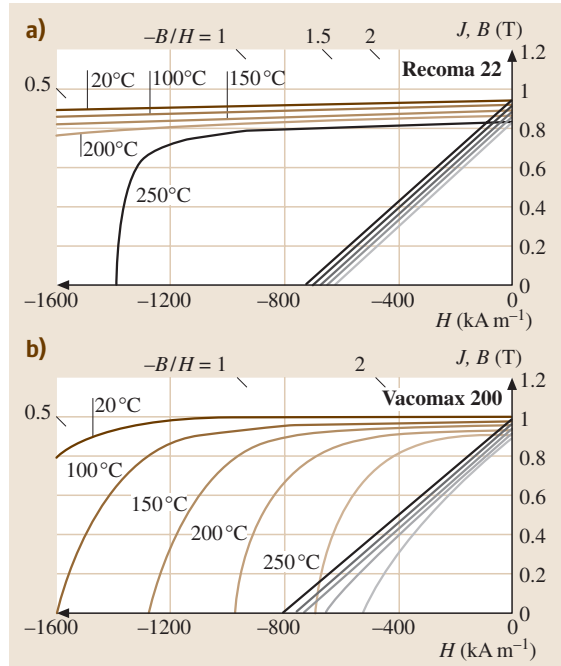 a) –B/H = 1 1.5 2 J, B (T)
1.2
Recoma 22
0.5 20°C 100°C 150°C 1
0.8
200°C
0.6
250°C
0.4
0.2
0
–1600 –1200 –800 –400 0
H (kA m⁻¹)
b) –B/H = 1 2 J, B (T)
1.2
Vacomax 200
0.5 20°C 1
0.8
100°C
0.6
150°C
200°C 0.4
250°C
0.2
0
–1600 –1200 –800 –400 0
H (kA m⁻¹)